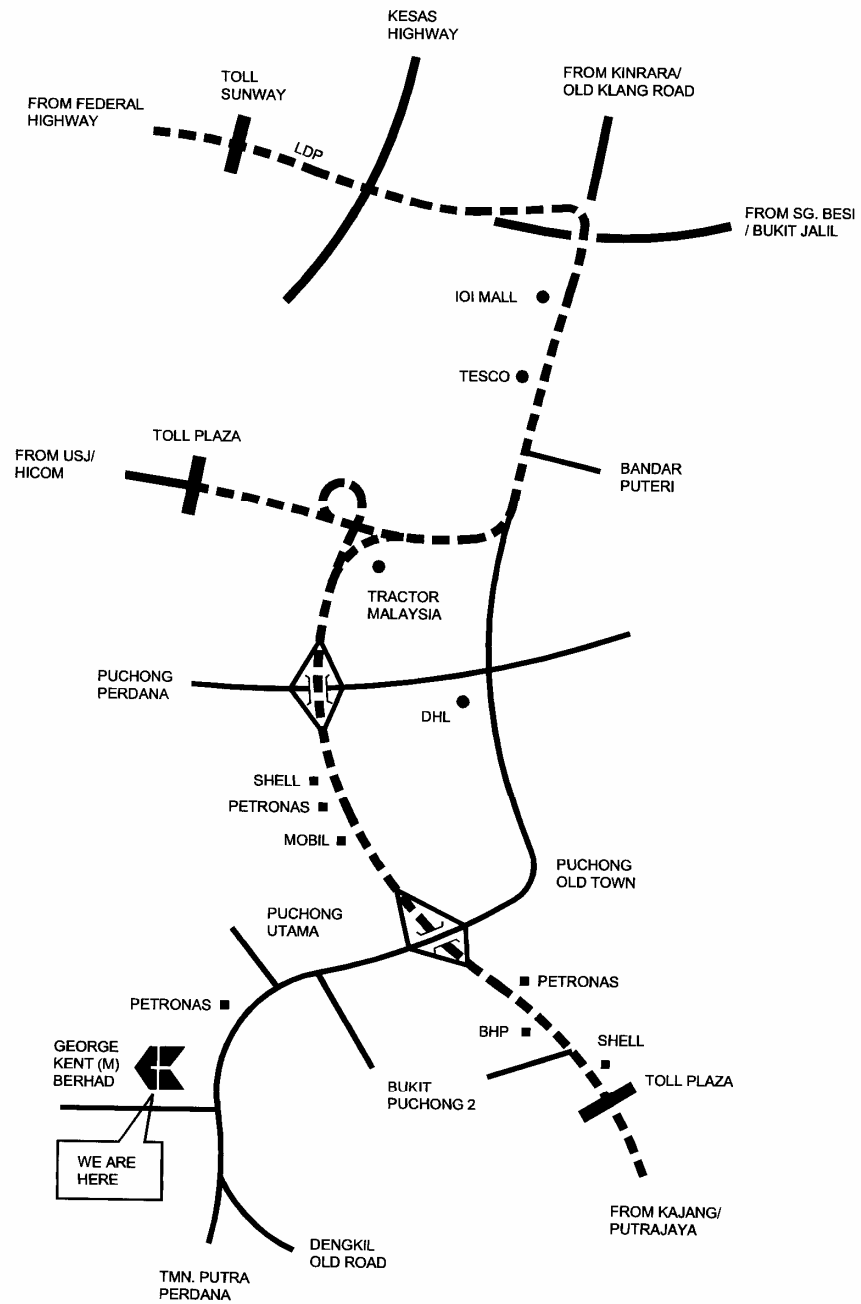 KESAS
HIGHWAY
TOLL
SUNWAY
FROM KINRARA/
OLD KLANG ROAD
FROM FEDERAL
HIGHWAY
LDP
FROM SG. BESI
/ BUKIT JALIL
IOI MALL
TESCO
TOLL PLAZA
FROM USJ/
HICOM
BANDAR
PUTERI
TRACTOR
MALAYSIA
PUCHONG
PERDANA
DHL
SHELL
PETRONAS
MOBIL
PUCHONG
OLD TOWN
PUCHONG
UTAMA
PETRONAS
PETRONAS
BHP
SHELL
GEORGE
KENT (M)
BERHAD
TOLL PLAZA
BUKIT
PUCHONG 2
WE ARE
HERE
FROM KAJANG/
PUTRAJAYA
DENGKIL
OLD ROAD
TMN. PUTRA
PERDANA